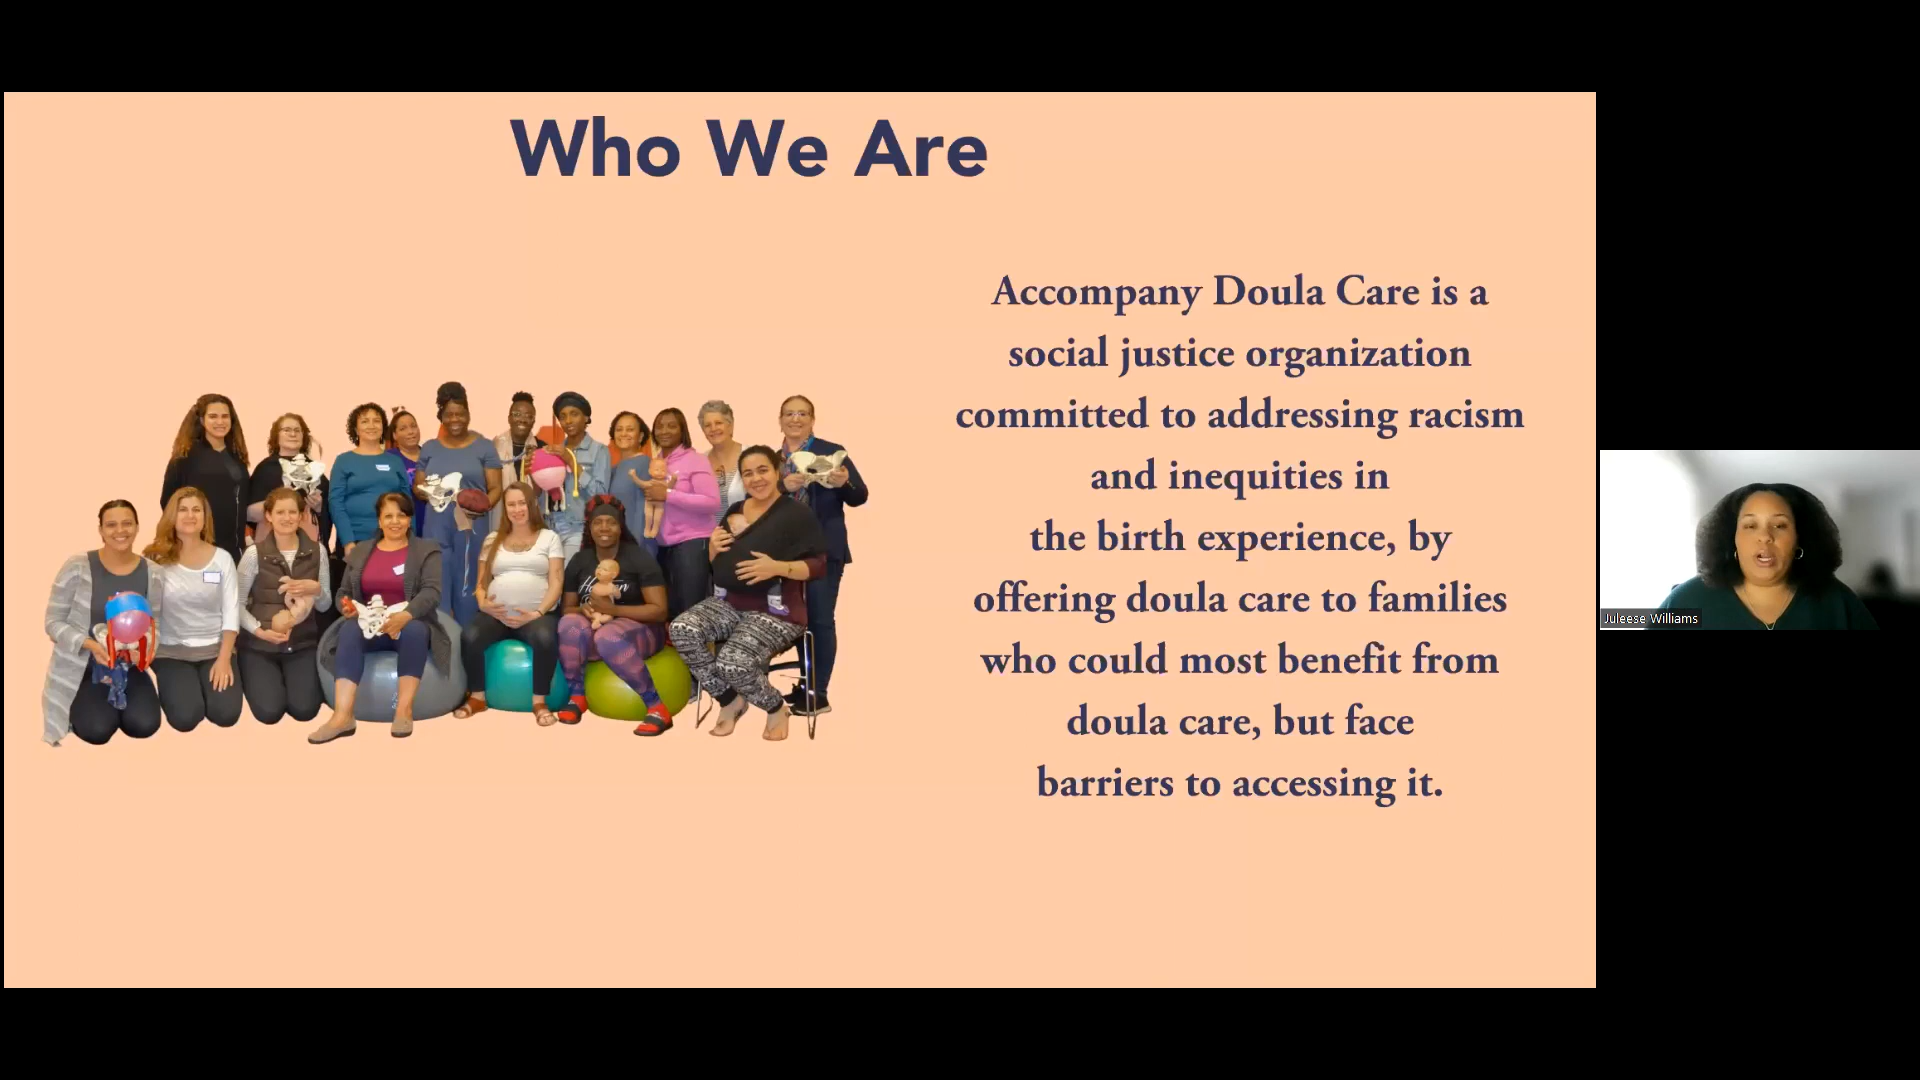 Who We Are
Accompany Doula Care is a
social justice organization
committed to addressing racism
and inequities in
the birth experience, by
offering doula care to families
who could most benefit from
doula care, but face
barriers to accessing it.
Juleese Williams